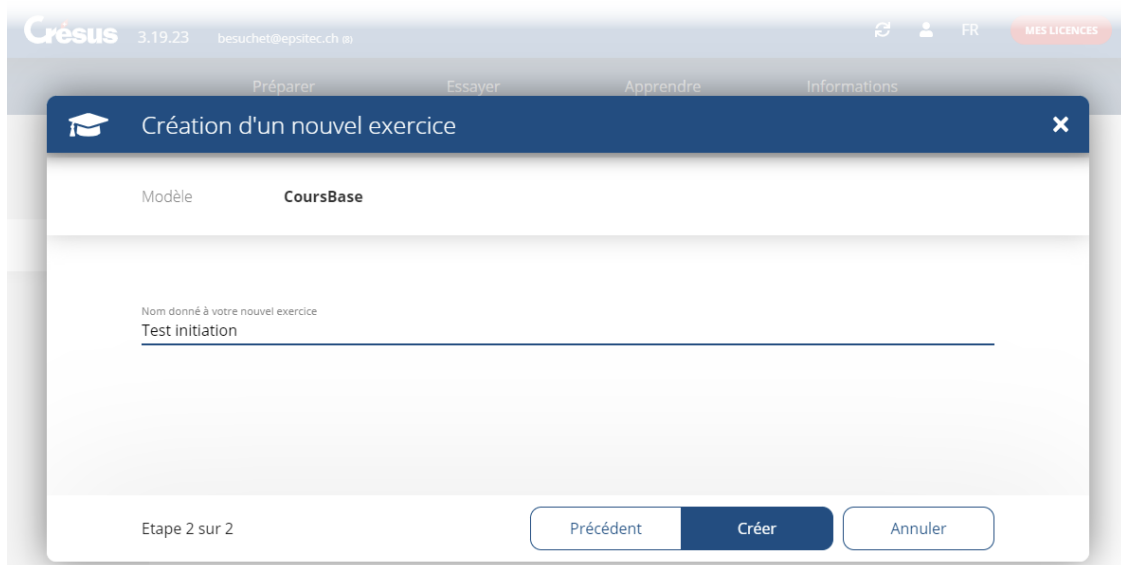 Crésus 3.19.23 besuchet@epsitec.ch (8) FR MES LICENCES
Préparer Essayer Apprendre Informations
Création d'un nouvel exercice
Modèle CoursBase
Nom donné à votre nouvel exercice
Test initiation
Etape 2 sur 2 Précédent Créer Annuler